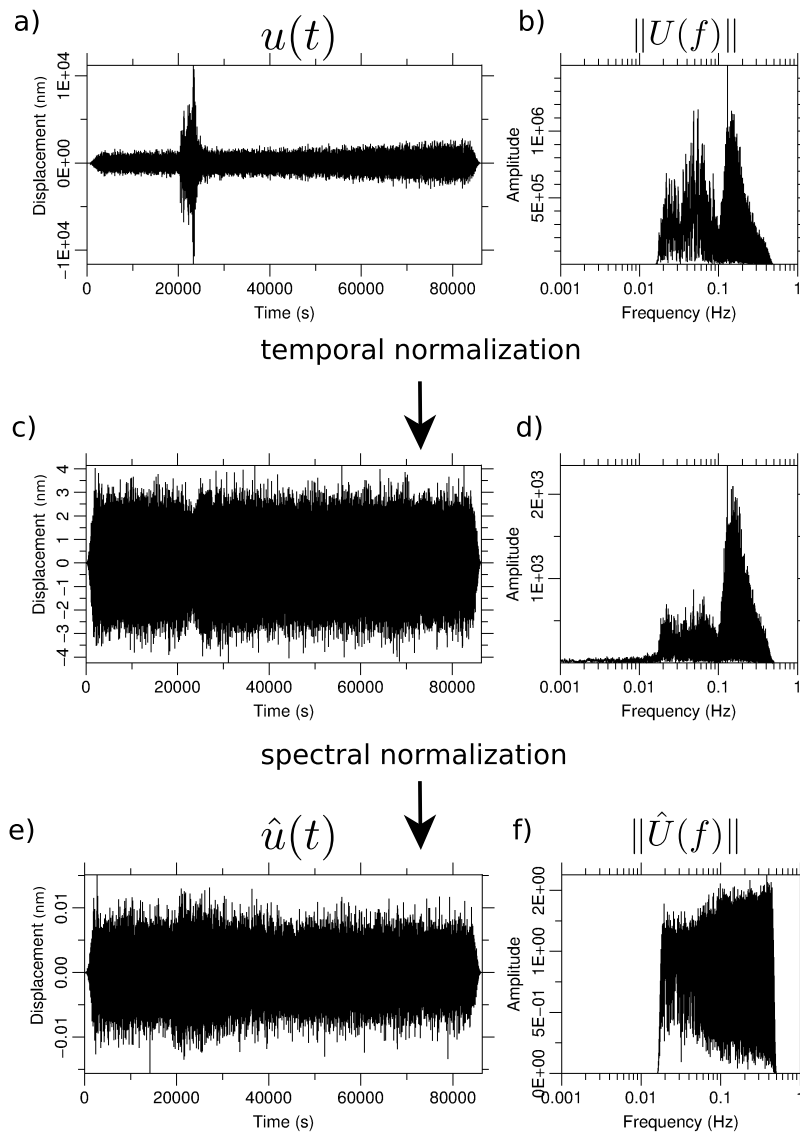 a)
u(t)
b)
||U(f)||
Displacement (nm)
1E+04
0E+00
−1E+04
0 20000 40000 60000 80000
Time (s)
Amplitude
1E+06
5E+05
0.001 0.01 0.1 1
Frequency (Hz)
temporal normalization
c)
d)
Displacement (nm)
4
3
2
1
0
−1
−2
−3
−4
0 20000 40000 60000 80000
Time (s)
Amplitude
2E+03
1E+03
0.001 0.01 0.1 1
Frequency (Hz)
spectral normalization
e)
û(t)
f)
||Û(f)||
Displacement (nm)
0.01
0.00
−0.01
0 20000 40000 60000 80000
Time (s)
Amplitude
2E+00
1E+00
5E−01
0E+00
0.001 0.01 0.1 1
Frequency (Hz)